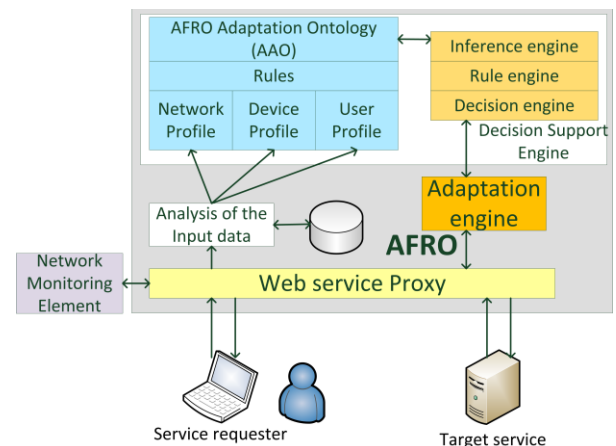 AFRO Adaptation Ontology
(AAO)
Rules
Network
Profile
Device
Profile
User
Profile
Inference engine
Rule engine
Decision engine
Decision Support
Engine
Analysis of the
Input data
Adaptation
engine
AFRO
Network
Monitoring
Element
Web service Proxy
Service requester
Target service